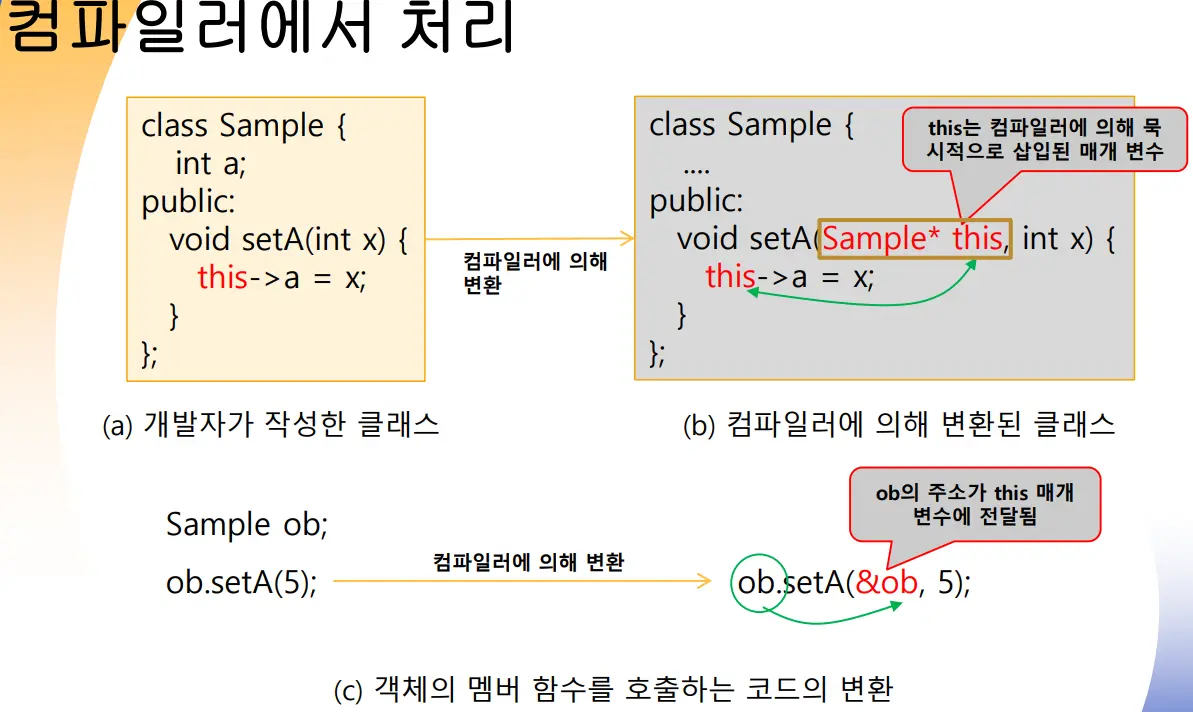 컴파일러에서 처리
class Sample {
int a;
public:
void setA(int x) {
this->a = x;
}
};
컴파일러에 의해
변환
class Sample {
....
public:
void setA(Sample* this, int x) {
this->a = x;
}
};
this는 컴파일러에 의해 묵
시적으로 삽입된 매개 변수
(a) 개발자가 작성한 클래스
(b) 컴파일러에 의해 변환된 클래스
Sample ob;
ob.setA(5);
컴파일러에 의해 변환
ob의 주소가 this 매개
변수에 전달됨
ob.setA(&ob, 5);
(c) 객체의 멤버 함수를 호출하는 코드의 변환